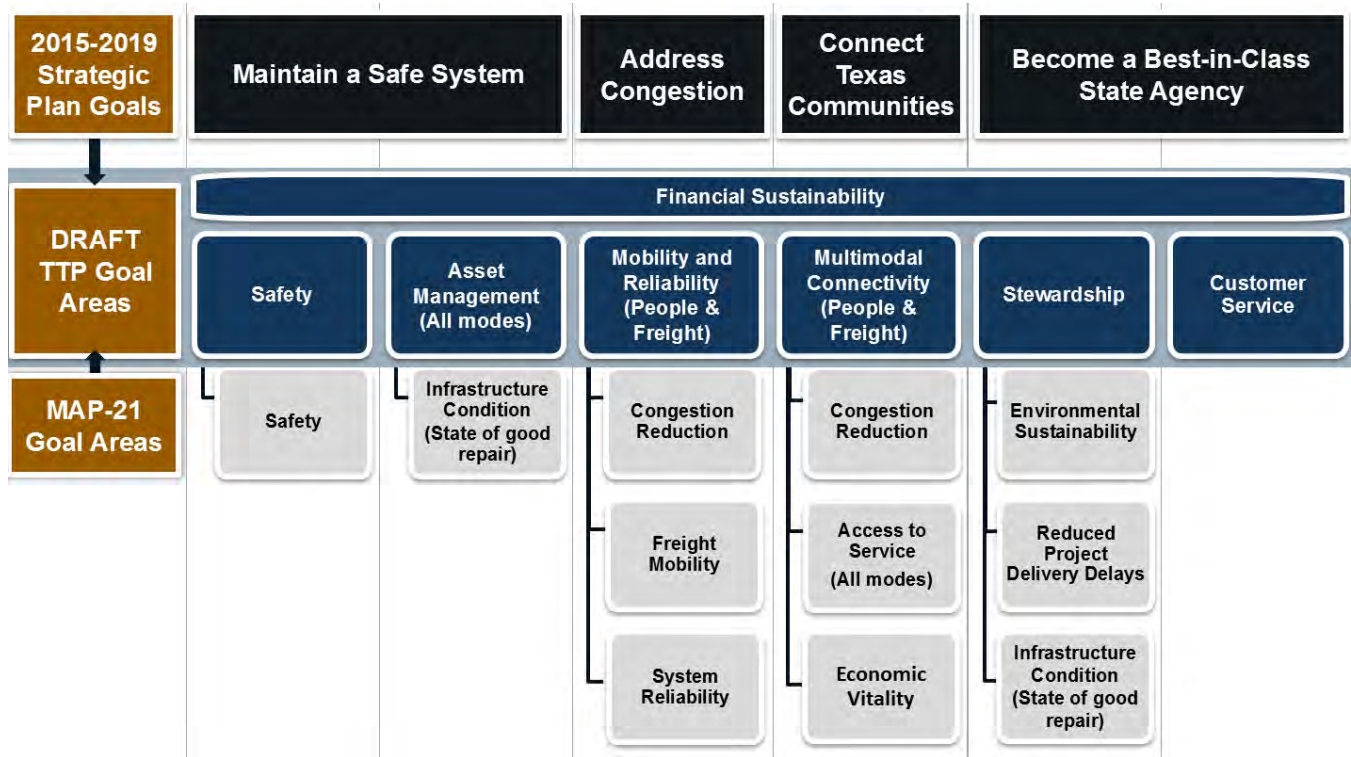 2015-2019
Strategic
Plan Goals
Maintain a Safe System
Address
Congestion
Connect
Texas
Communities
Become a Best-in-Class
State Agency
DRAFT
TTP Goal
Areas
Financial Sustainability
Safety
Asset
Management
(All modes)
Mobility and
Reliability
(People &
Freight)
Multimodal
Connectivity
(People &
Freight)
Stewardship
Customer
Service
MAP-21
Goal Areas
Safety
Infrastructure
Condition
(State of good
repair)
Congestion
Reduction
Congestion
Reduction
Environmental
Sustainability
Freight
Mobility
Access to
Service
(All modes)
Reduced
Project
Delivery Delays
System
Reliability
Economic
Vitality
Infrastructure
Condition
(State of good
repair)